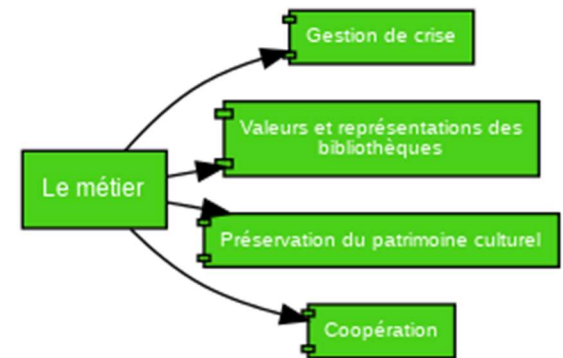 Gestion de crise
Valeurs et représentations des
bibliothèques
Le métier
Préservation du patrimoine culturel
Coopération